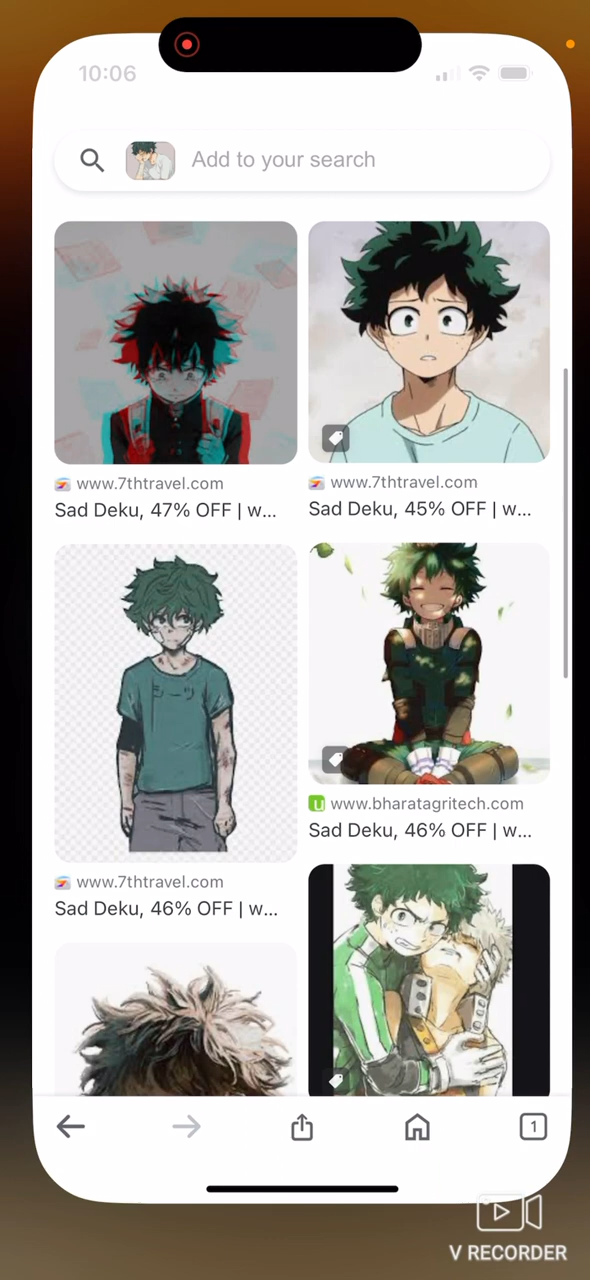 10:06
Add to your search
www.7thtravel.com
Sad Deku, 47% OFF | w...
www.7thtravel.com
Sad Deku, 45% OFF | w...
www.bharatagritech.com
Sad Deku, 46% OFF | w...
www.7thtravel.com
Sad Deku, 46% OFF | w...
1
V RECORDER